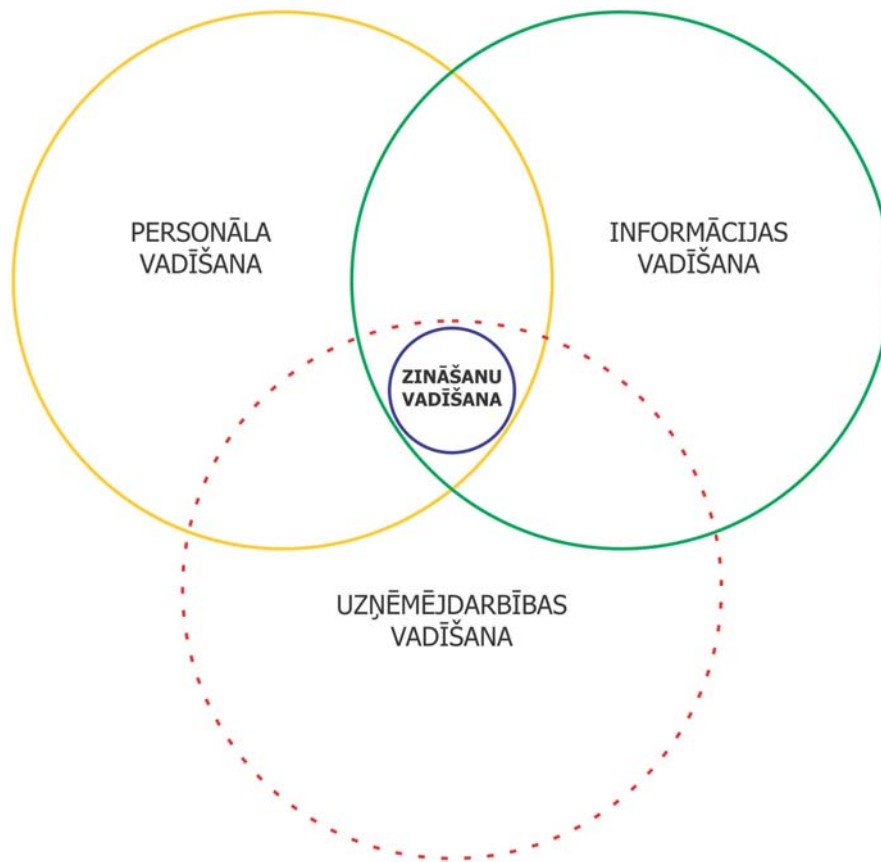 PERSONĀLA
VADĪŠANA
INFORMĀCIJAS
VADĪŠANA
ZINĀŠANU
VADĪŠANA
UZŅĒMĒJDARBĪBAS
VADĪŠANA